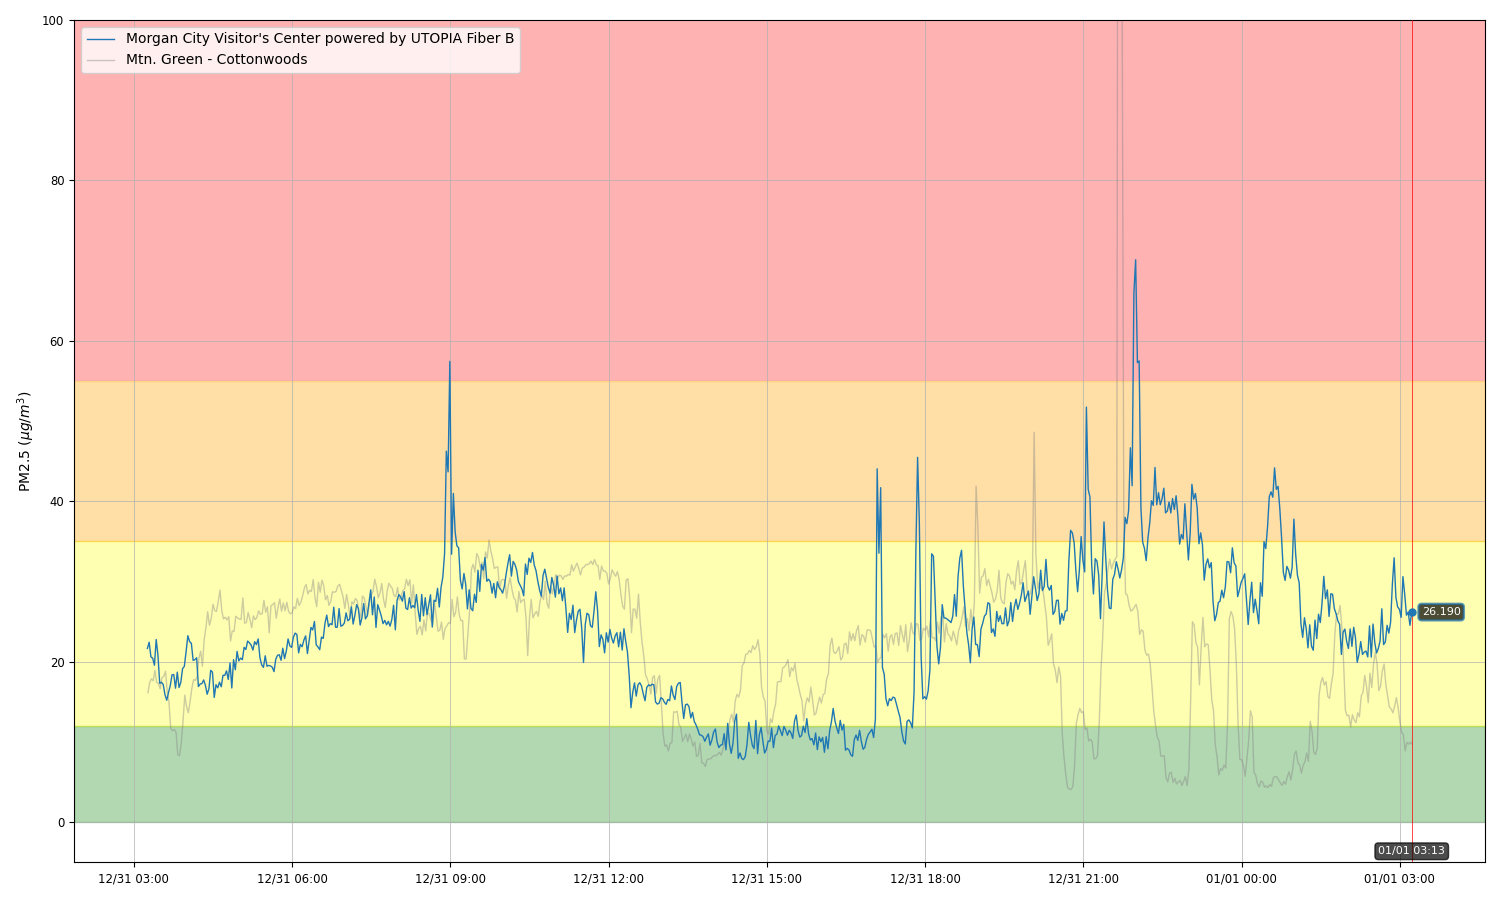 100
Morgan City Visitor's Center powered by UTOPIA Fiber B
Mtn. Green - Cottonwoods
80
60
PM2.5 (μg/m³)
40
26.190
20
0
01/01 03:13
12/31 03:00 12/31 06:00 12/31 09:00 12/31 12:00 12/31 15:00 12/31 18:00 12/31 21:00 01/01 00:00 01/01 03:00